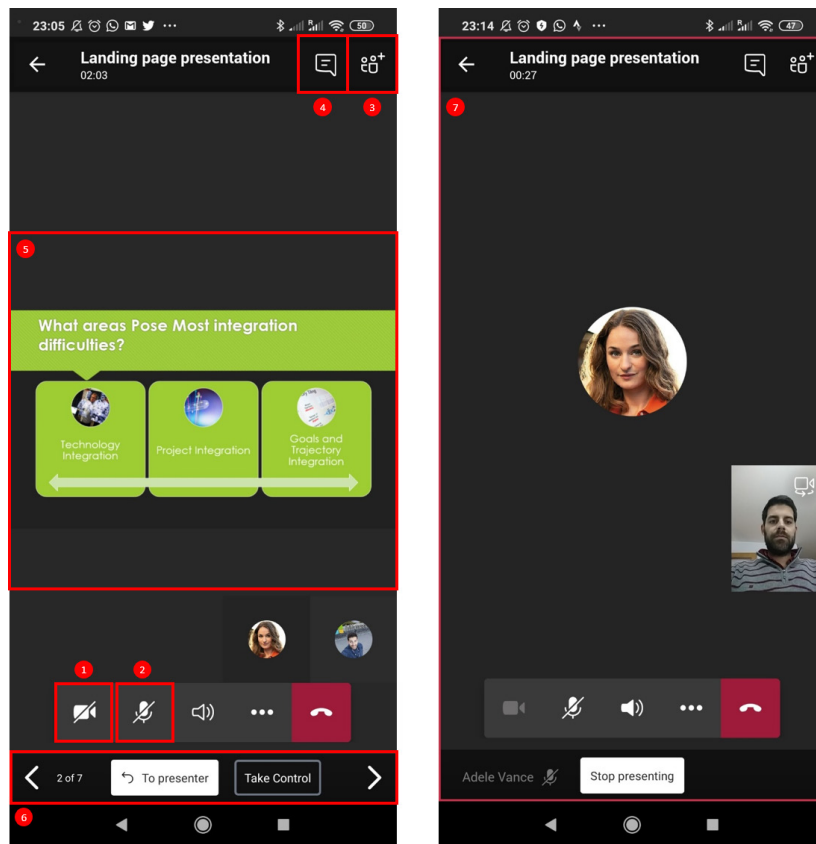 23:05
50
Landing page presentation
02:03
4
3
5
What areas Pose Most integration
difficulties?
Technology
Integration
Project Integration
Goals and
Trajectory
Integration
1
2
2 of 7
To presenter
Take Control
6
23:14
47
Landing page presentation
00:27
7
Adele Vance
Stop presenting